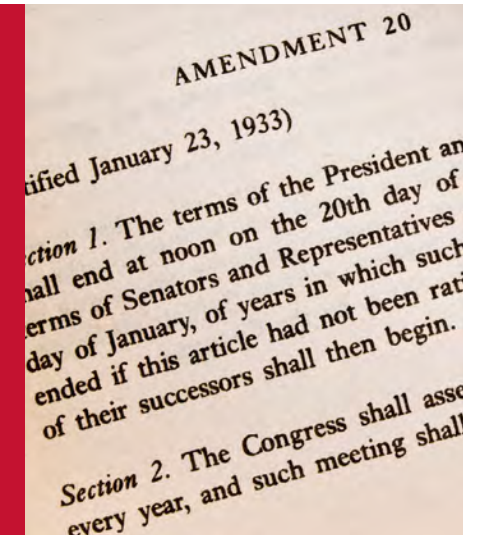 AMENDMENT 20
tified January 23, 1933)
ction 1. The terms of the President an
hall end at noon on the 20th day of
erms of Senators and Representatives
day of January, of years in which such
ended if this article had not been rati
of their successors shall then begin.
Section 2. The Congress shall asse
every year, and such meeting shall